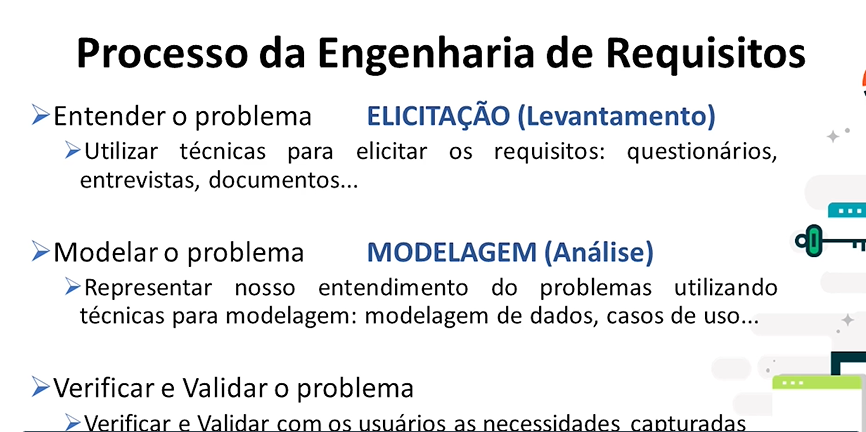 Processo da Engenharia de Requisitos
Entender o problema ELICITAÇÃO (Levantamento)
Utilizar técnicas para elicitar os requisitos: questionários,
entrevistas, documentos...
Modelar o problema MODELAGEM (Análise)
Representar nosso entendimento do problemas utilizando
técnicas para modelagem: modelagem de dados, casos de uso...
Verificar e Validar o problema
Verificar e Validar com os usuários as necessidades capturadas